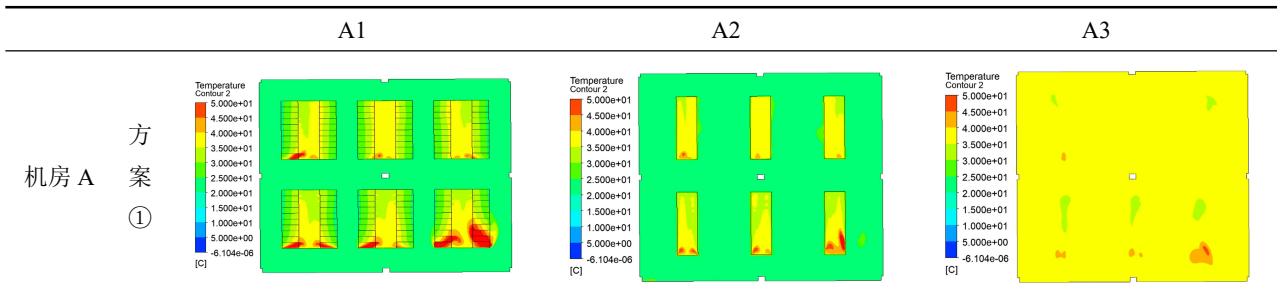 A1
A2
A3
机房 A
方
案
①
Temperature
Contour 2
5.000e+01
4.500e+01
4.000e+01
3.500e+01
3.000e+01
2.500e+01
2.000e+01
1.500e+01
1.000e+01
5.000e+00
-6.104e-06
[C]
Temperature
Contour 2
5.000e+01
4.500e+01
4.000e+01
3.500e+01
3.000e+01
2.500e+01
2.000e+01
1.500e+01
1.000e+01
5.000e+00
-6.104e-06
[C]
Temperature
Contour 2
5.000e+01
4.500e+01
4.000e+01
3.500e+01
3.000e+01
2.500e+01
2.000e+01
1.500e+01
1.000e+01
5.000e+00
-6.104e-06
[C]